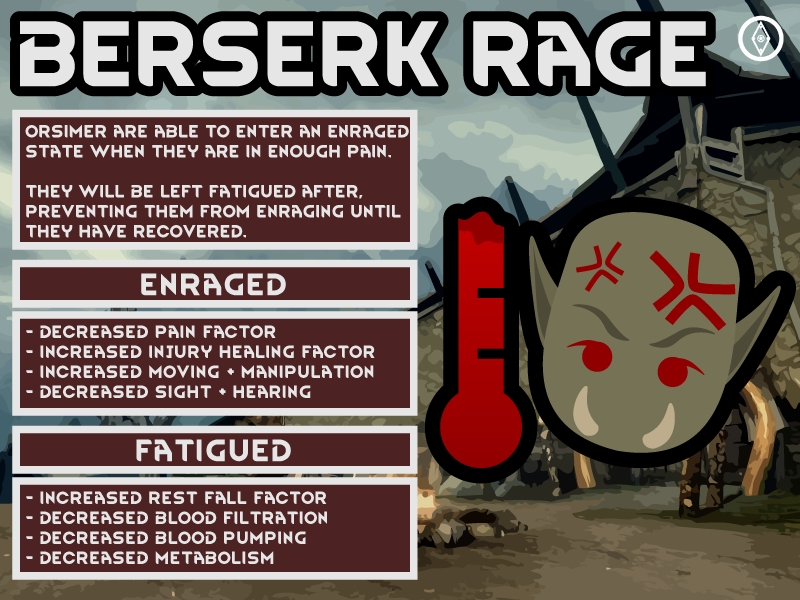 BERSERK RAGE
ORSIMER ARE ABLE TO ENTER AN ENRAGED
STATE WHEN THEY ARE IN ENOUGH PAIN.
THEY WILL BE LEFT FATIGUED AFTER,
PREVENTING THEM FROM ENRAGING UNTIL
THEY HAVE RECOVERED.
ENRAGED
- DECREASED PAIN FACTOR
- INCREASED INJURY HEALING FACTOR
- INCREASED MOVING + MANIPULATION
- DECREASED SIGHT + HEARING
FATIGUED
- INCREASED REST FALL FACTOR
- DECREASED BLOOD FILTRATION
- DECREASED BLOOD PUMPING
- DECREASED METABOLISM